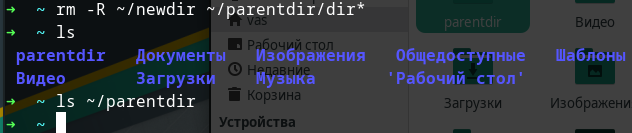 ➜ ~ rm -R ~/newdir ~/parentdir/dir*
➜ ~ ls
parentdir Документы Изображения Общедоступные Шаблоны
Видео Загрузки Музыка 'Рабочий стол'
➜ ~ ls ~/parentdir
➜ ~
vas
Рабочий стол
Недавние
Корзина
Устройства
parentdir Видео
Загрузки Изображени